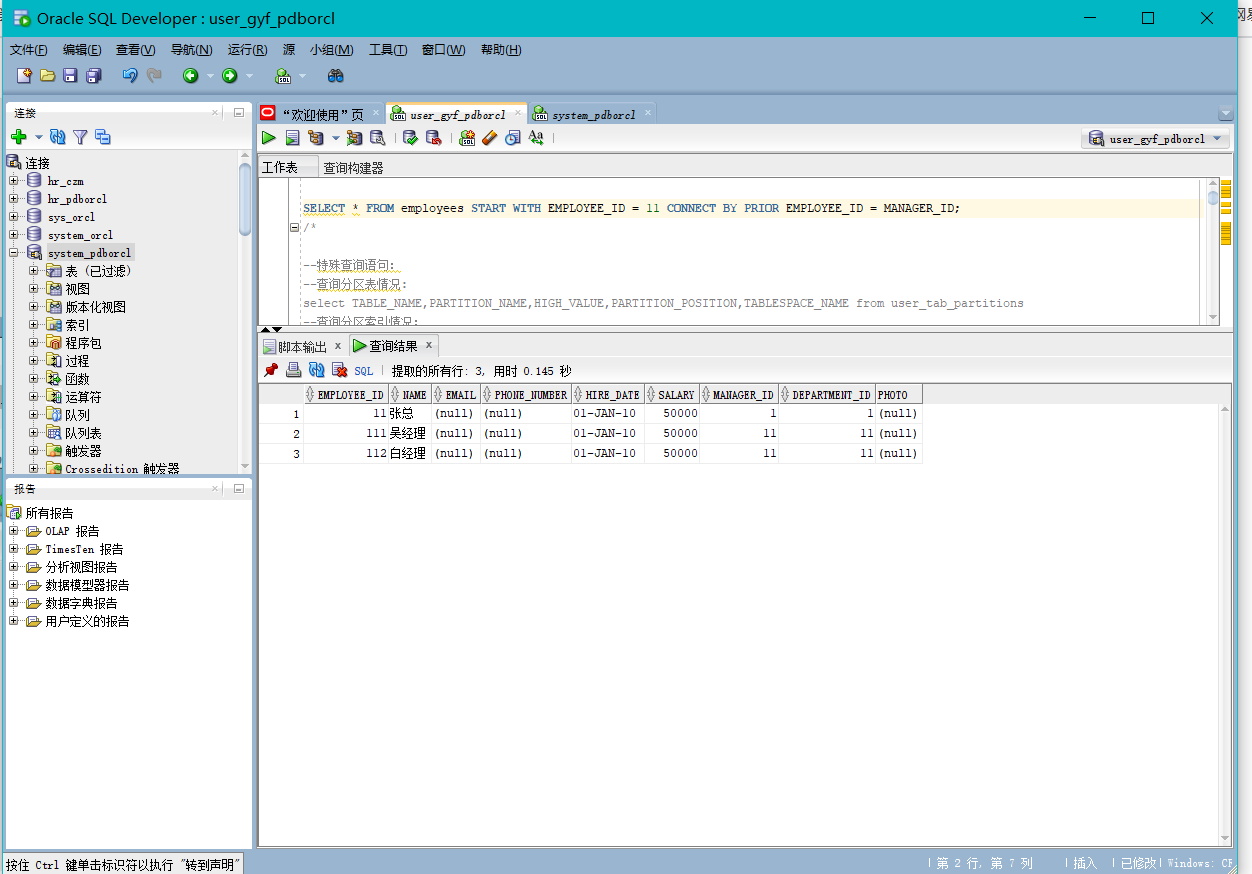 Oracle SQL Developer : user_gyf_pdborcl
文件(F) 编辑(E) 查看(V) 导航(N) 运行(R) 源 小组(M) 工具(T) 窗口(W) 帮助(H)
连接
连接
hr_czm
hr_pdborcl
sys_orcl
system_orcl
system_pdborcl
表 (已过滤)
视图
版本化视图
索引
程序包
过程
函数
运算符
队列
队列表
触发器
Crossedition 触发器
报告
所有报告
OLAP 报告
TimesTen 报告
分析视图报告
数据模型器报告
数据字典报告
用户定义的报告
“欢迎使用”页 user_gyf_pdborcl system_pdborcl
user_gyf_pdborcl
工作表 查询构建器
SELECT * FROM employees START WITH EMPLOYEE_ID = 11 CONNECT BY PRIOR EMPLOYEE_ID = MANAGER_ID;
/*
--特殊查询语句:
--查询分区表情况:
select TABLE_NAME,PARTITION_NAME,HIGH_VALUE,PARTITION_POSITION,TABLESPACE_NAME from user_tab_partitions
--查询分区索引情况:
脚本输出 x 查询结果 x
SQL | 提取的所有行: 3, 用时 0.145 秒
EMPLOYEE_ID NAME EMAIL PHONE_NUMBER HIRE_DATE SALARY MANAGER_ID DEPARTMENT_ID PHOTO
1 11 张总 (null) (null) 01-JAN-10 50000 1 1 (null)
2 111 吴经理 (null) (null) 01-JAN-10 50000 11 11 (null)
3 112 白经理 (null) (null) 01-JAN-10 50000 11 11 (null)
按住 Ctrl 键单击标识符以执行 "转到声明"
| 第 2 行, 第 7 列 | 插入 | 已修改 | Windows: CR